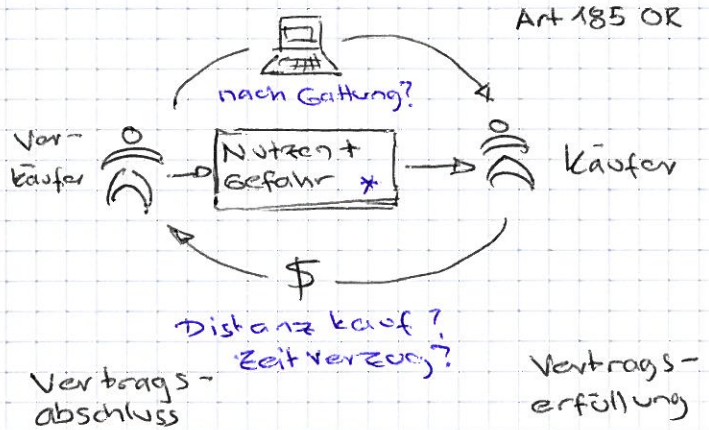 Art 185 OR
nach Gattung?
Ver-
käufer
Nutzen +
Gefahr *
Käufer
$
Distanzkauf?
Zeitverzug?
Vertrags-
abschluss
Vertrags-
erfüllung